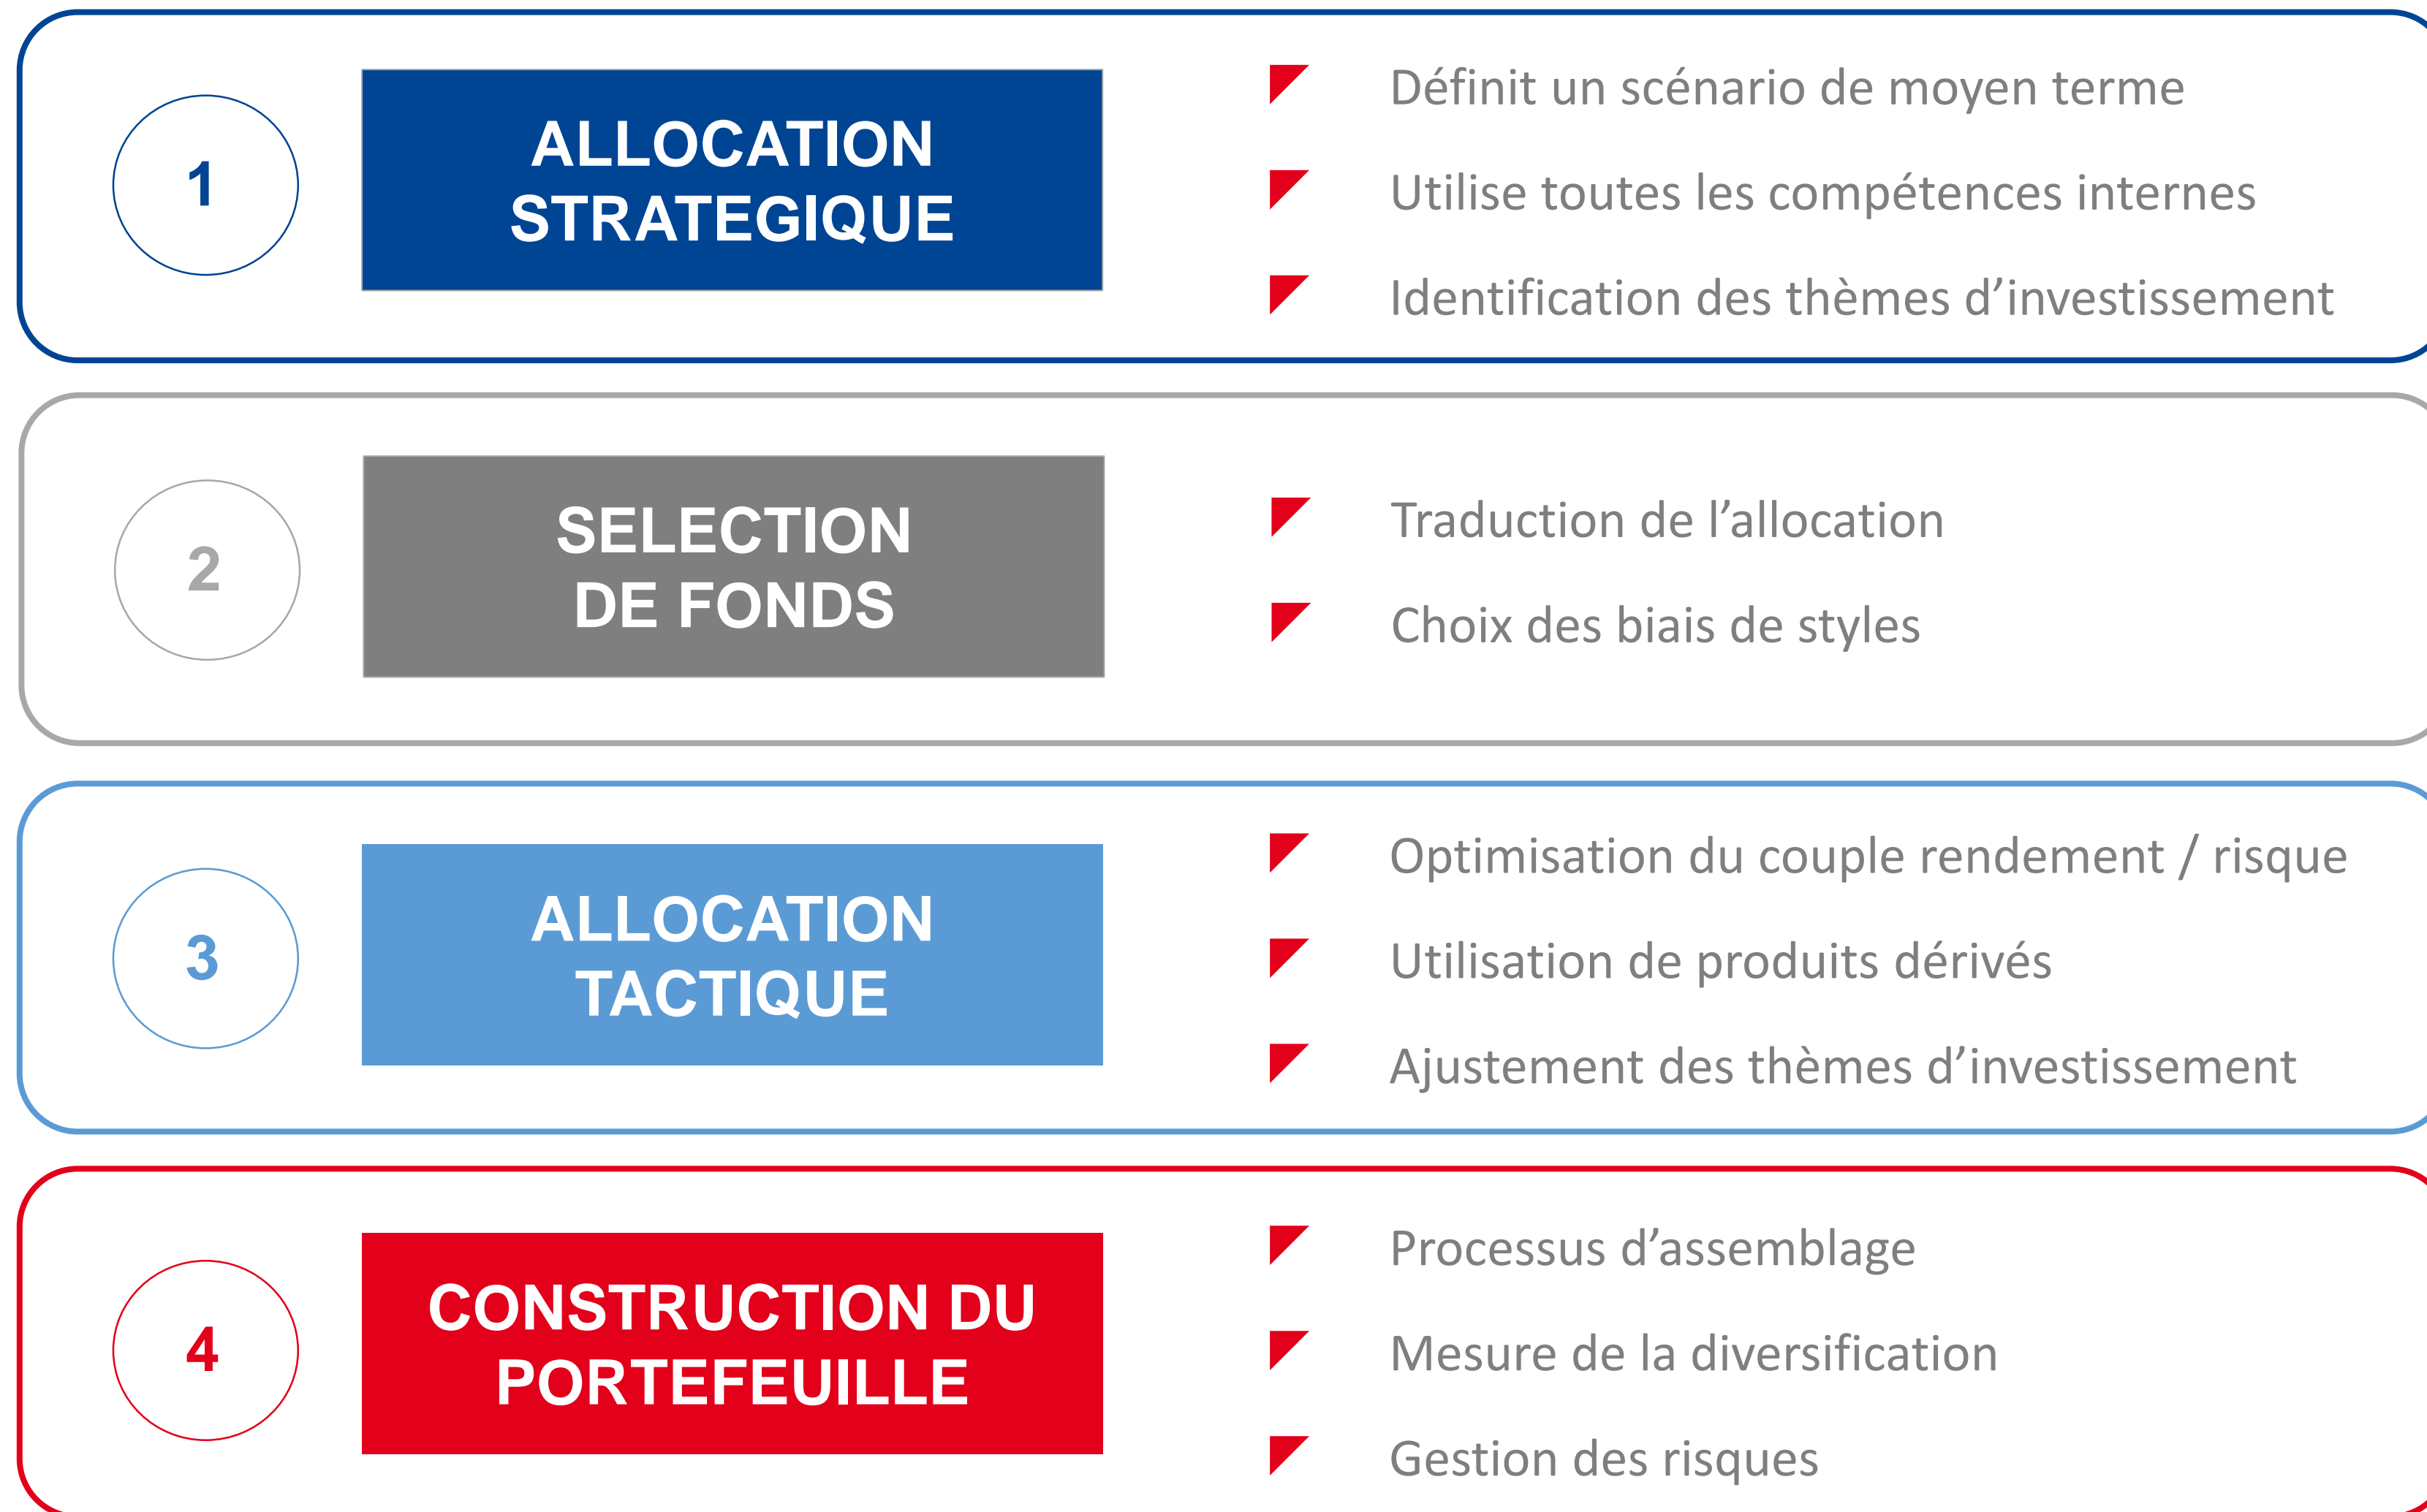 1
ALLOCATION
STRATEGIQUE
Définit un scénario de moyen terme
Utilise toutes les compétences internes
Identification des thèmes d’investissement
2
SELECTION
DE FONDS
Traduction de l’allocation
Choix des biais de styles
3
ALLOCATION
TACTIQUE
Optimisation du couple rendement / risque
Utilisation de produits dérivés
Ajustement des thèmes d’investissement
4
CONSTRUCTION DU
PORTEFEUILLE
Processus d’assemblage
Mesure de la diversification
Gestion des risques